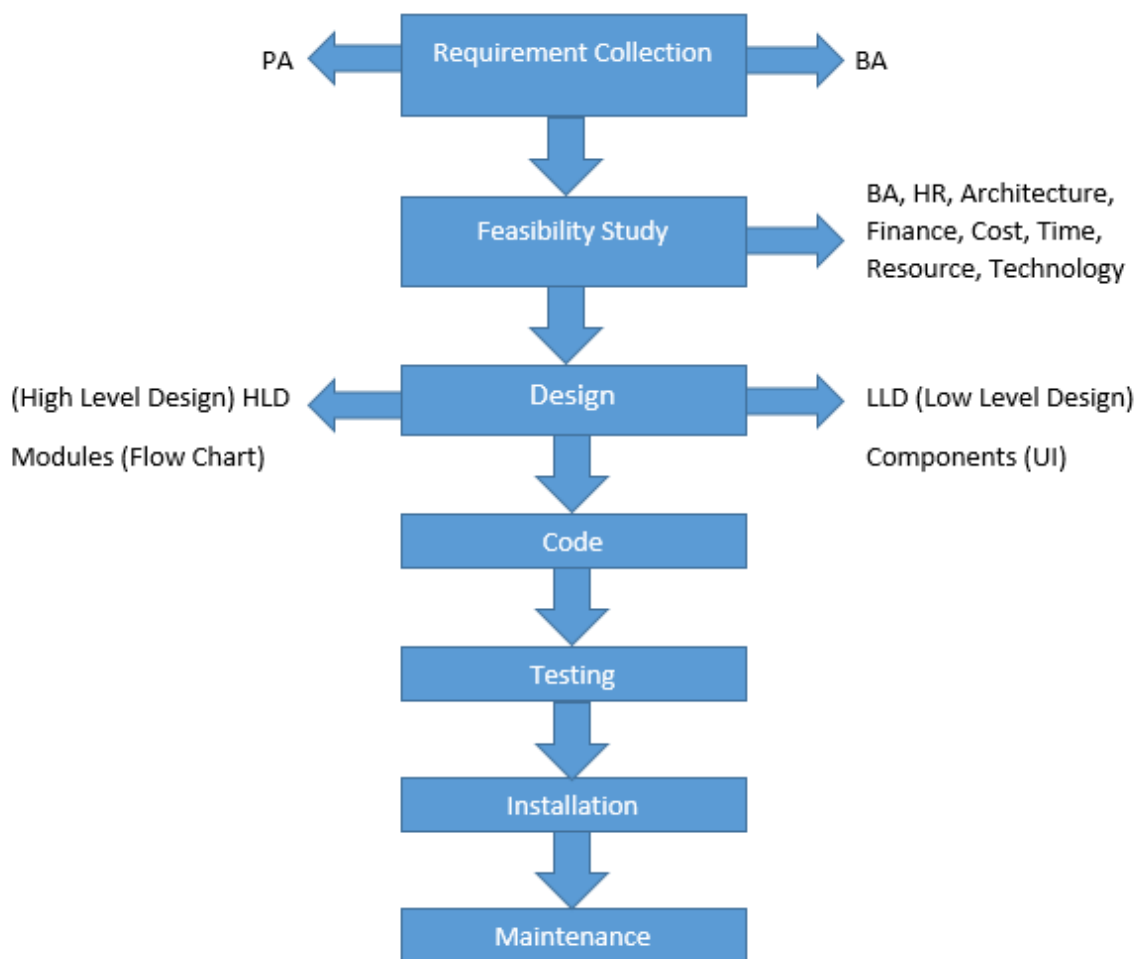 PA
Requirement Collection
BA
Feasibility Study
BA, HR, Architecture,
Finance, Cost, Time,
Resource, Technology
(High Level Design) HLD
Modules (Flow Chart)
Design
LLD (Low Level Design)
Components (UI)
Code
Testing
Installation
Maintenance